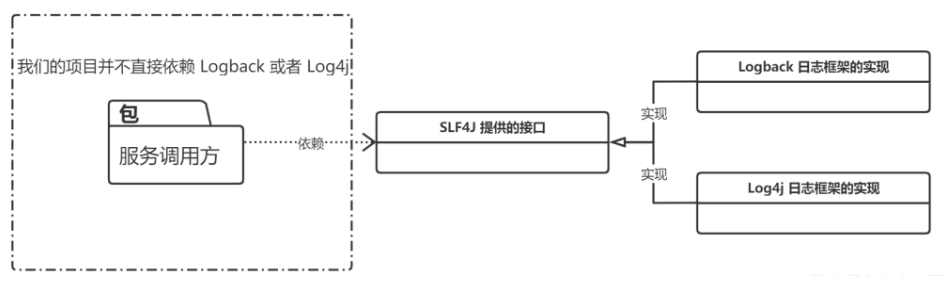 我们的项目并不直接依赖 Logback 或者 Log4j
包
服务调用方
依赖
SLF4J 提供的接口
实现
实现
Logback 日志框架的实现
Log4j 日志框架的实现